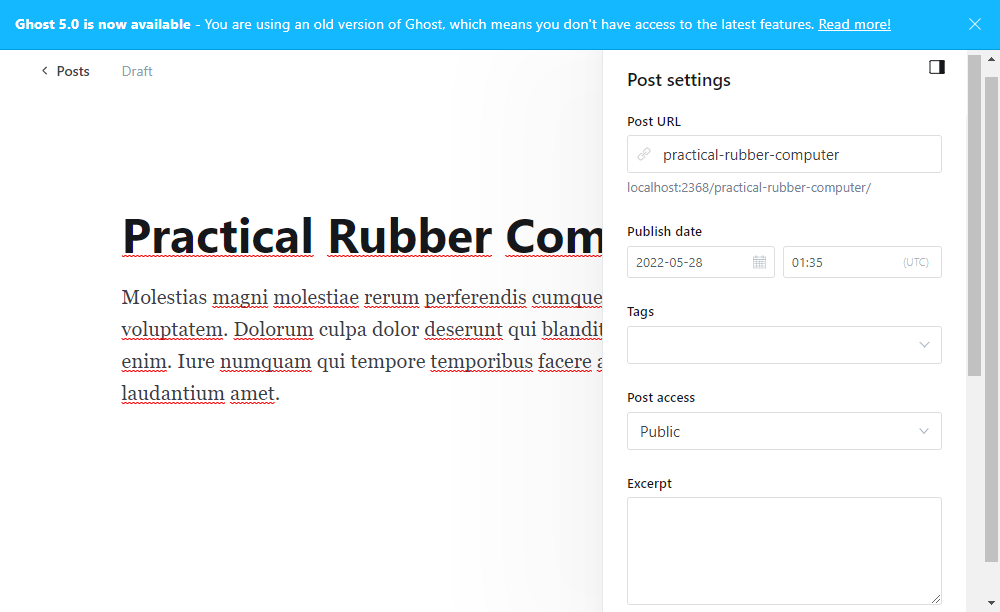 Ghost 5.0 is now available - You are using an old version of Ghost, which means you don't have access to the latest features. Read more!
Posts
Draft
Practical Rubber Com
Molestias magni molestiae rerum perferendis cumque
voluptatem. Dolorum culpa dolor deserunt qui blandit
enim. Iure numquam qui tempore temporibus facere a
laudantium amet.
Post settings
Post URL
practical-rubber-computer
localhost:2368/practical-rubber-computer/
Publish date
2022-05-28
01:35
(UTC)
Tags
Post access
Public
Excerpt